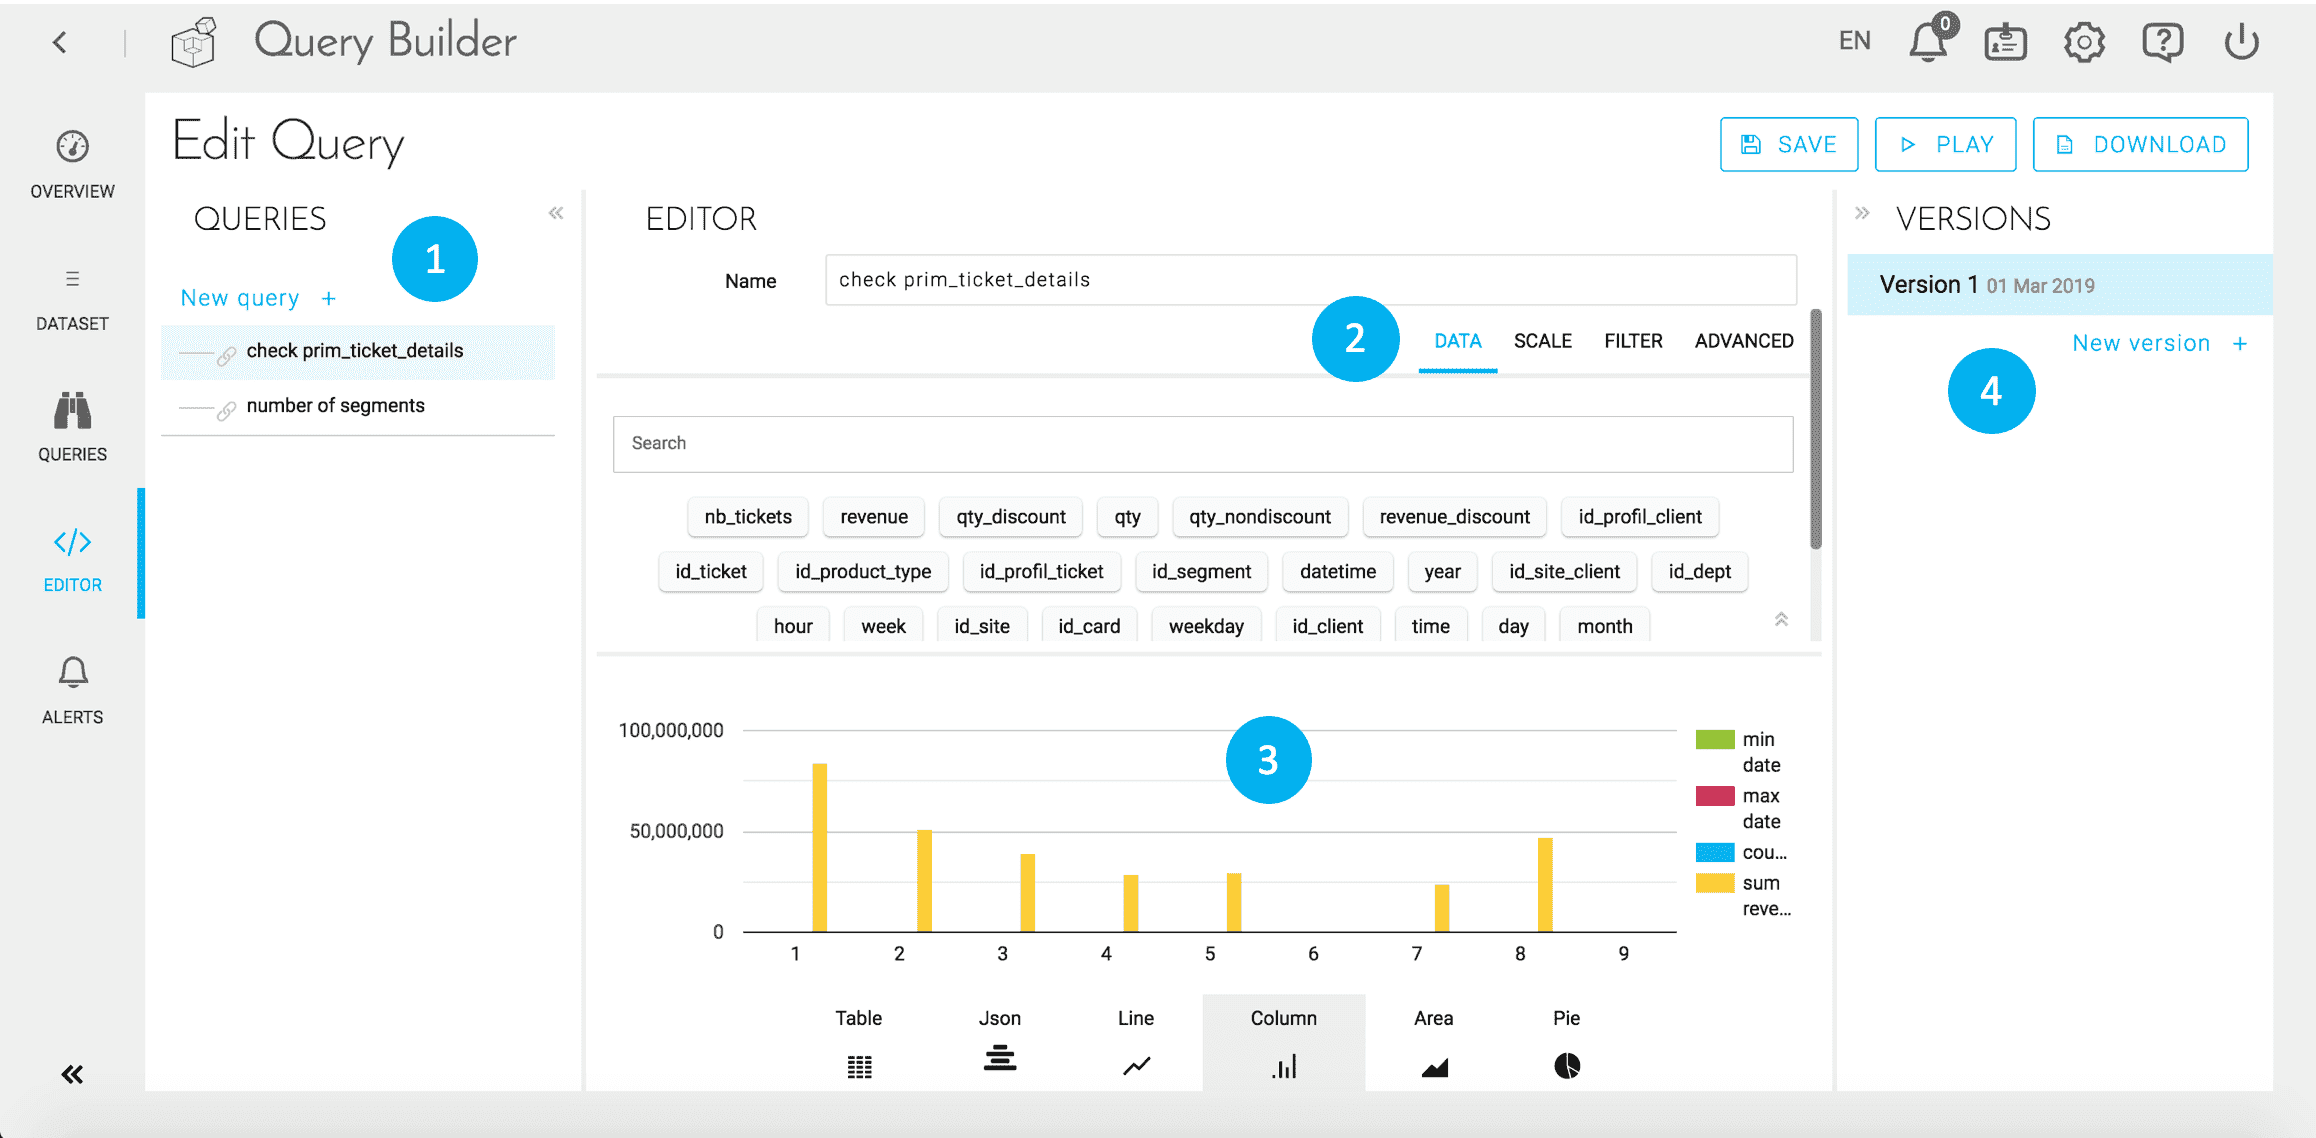 Query Builder
EN
0
OVERVIEW
DATASET
QUERIES
EDITOR
ALERTS
Edit Query
SAVE
PLAY
DOWNLOAD
QUERIES
1
New query +
check prim_ticket_details
number of segments
EDITOR
Name
check prim_ticket_details
2
DATA SCALE FILTER ADVANCED
Search
nb_tickets revenue qty_discount qty qty_nondiscount revenue_discount id_profil_client
id_ticket id_product_type id_profil_ticket id_segment datetime year id_site_client id_dept
hour week id_site id_card weekday id_client time day month
3
100,000,000
50,000,000
0
1 2 3 4 5 6 7 8 9
min
date
max
date
cou...
sum
reve...
Table Json Line Column Area Pie
VERSIONS
Version 1 01 Mar 2019
New version +
4